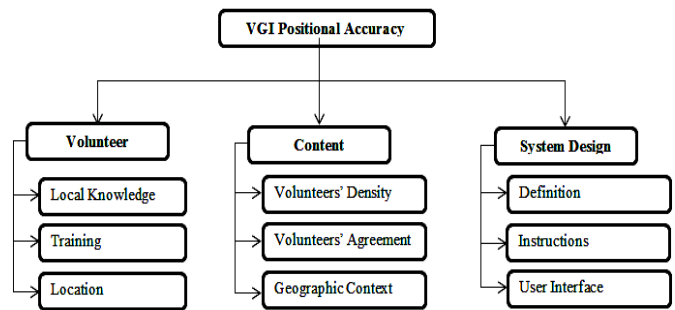 VGI Positional Accuracy
Volunteer
Local Knowledge
Training
Location
Content
Volunteers' Density
Volunteers' Agreement
Geographic Context
System Design
Definition
Instructions
User Interface